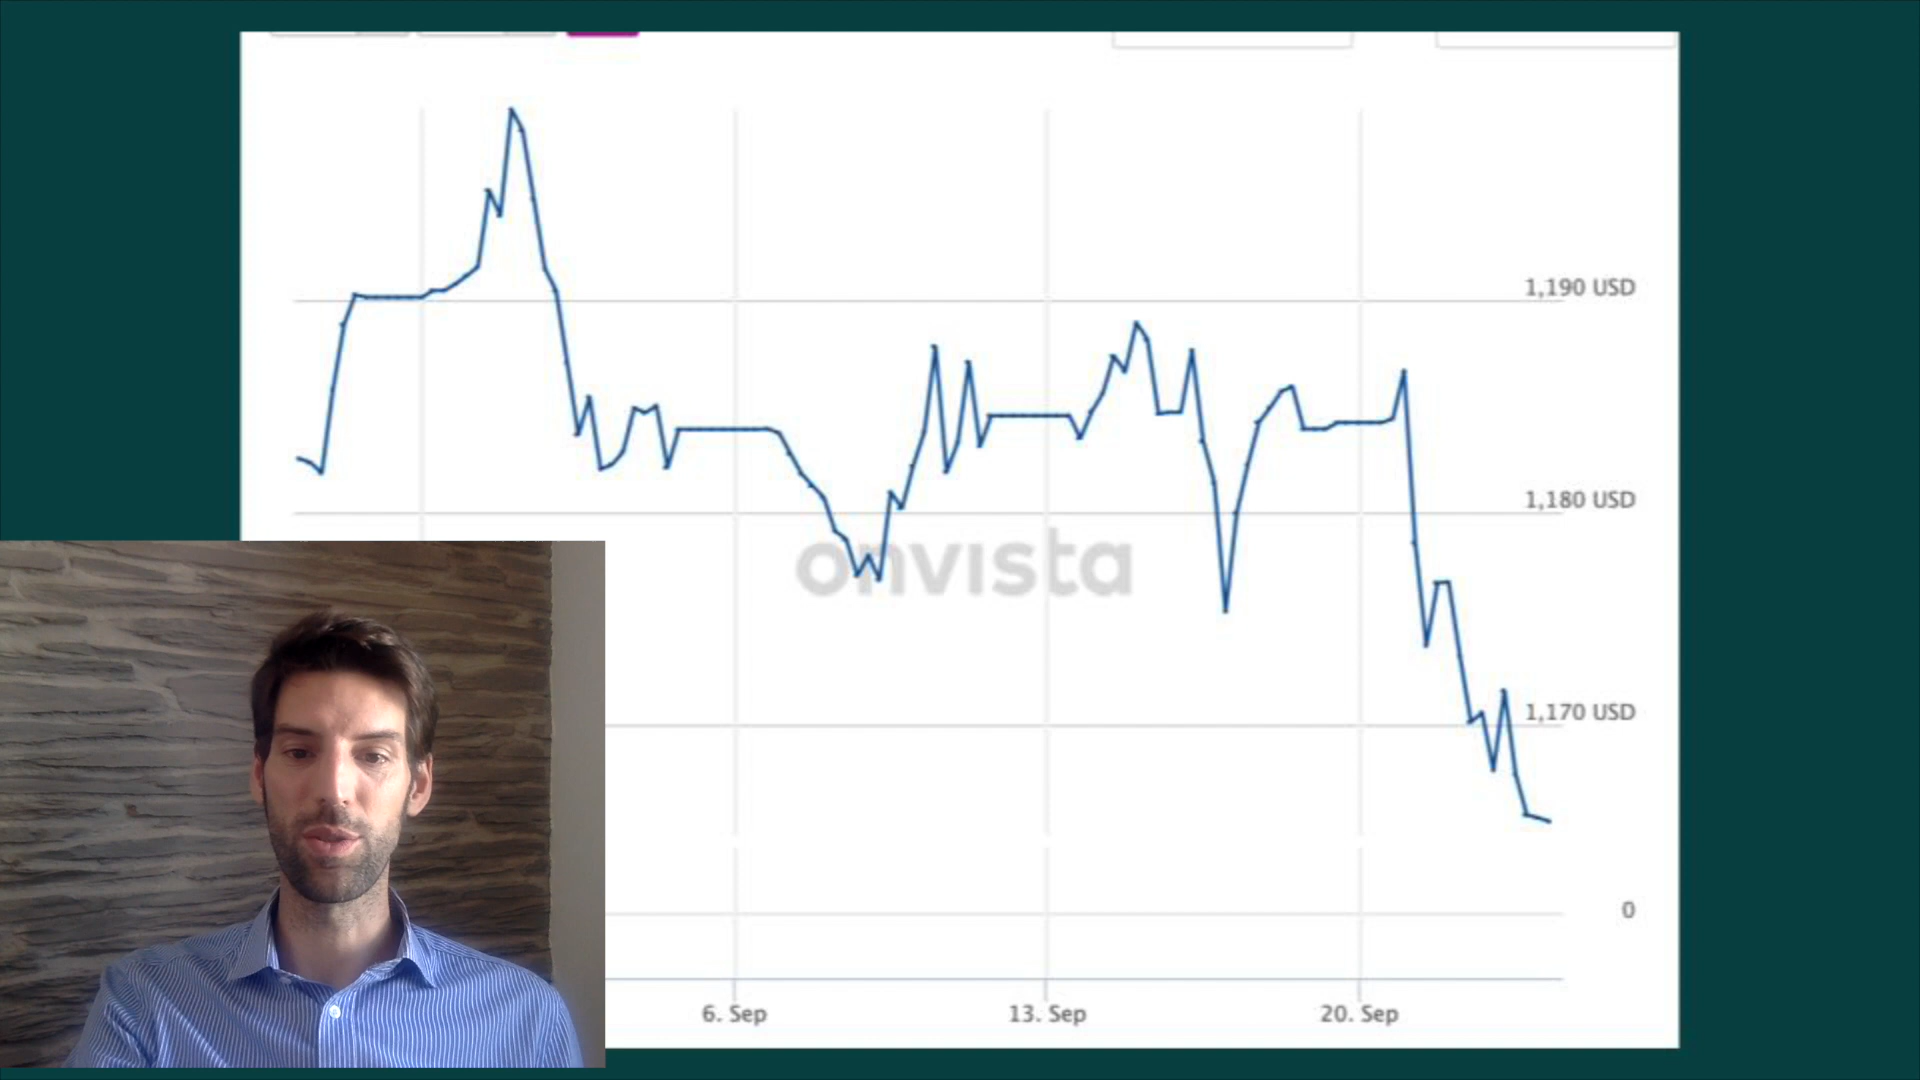 1,190 USD
1,180 USD
onvista
1,170 USD
0
6. Sep
13. Sep
20. Sep